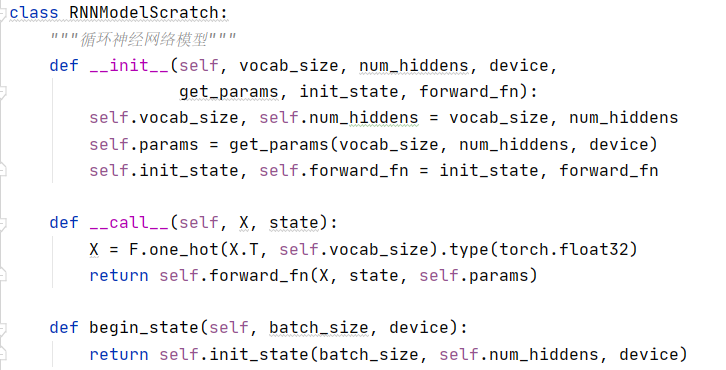 class RNNModelScratch:
    """循环神经网络模型"""
    def __init__(self, vocab_size, num_hiddens, device,
                 get_params, init_state, forward_fn):
        self.vocab_size, self.num_hiddens = vocab_size, num_hiddens
        self.params = get_params(vocab_size, num_hiddens, device)
        self.init_state, self.forward_fn = init_state, forward_fn

    def __call__(self, X, state):
        X = F.one_hot(X.T, self.vocab_size).type(torch.float32)
        return self.forward_fn(X, state, self.params)

    def begin_state(self, batch_size, device):
        return self.init_state(batch_size, self.num_hiddens, device)